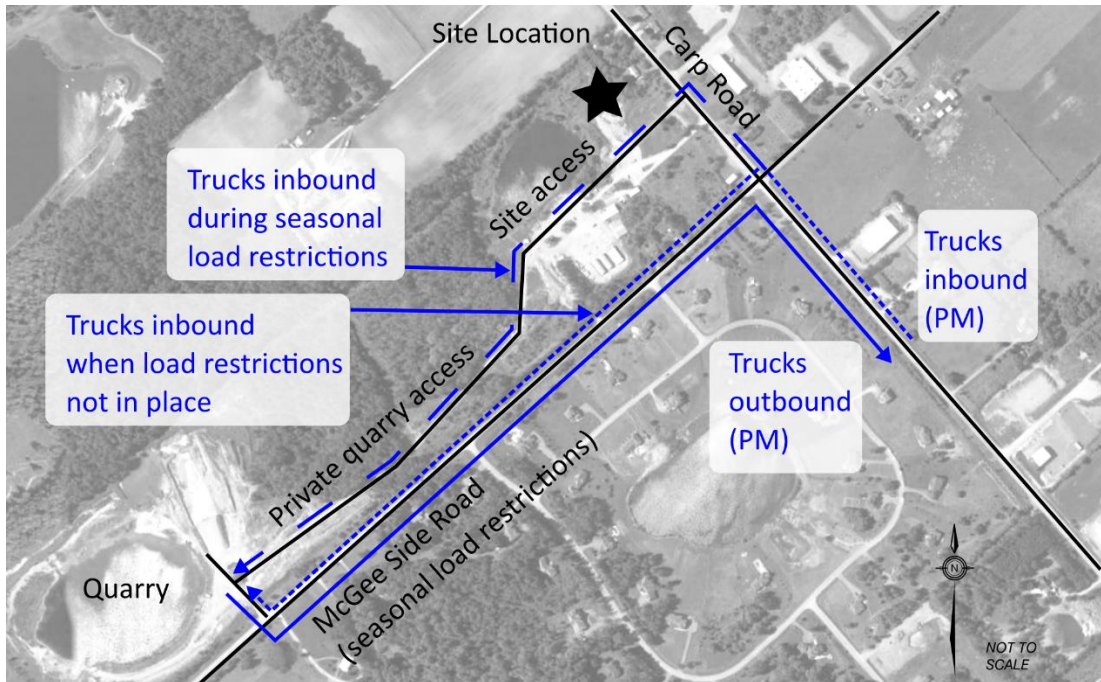 Site Location
Carp Road
Trucks inbound
during seasonal
load restrictions
Site access
Trucks inbound
(PM)
Trucks inbound
when load restrictions
not in place
Trucks
outbound
(PM)
Private quarry access
McGee Side Road
(seasonal load restrictions)
Quarry
N
NOT TO
SCALE